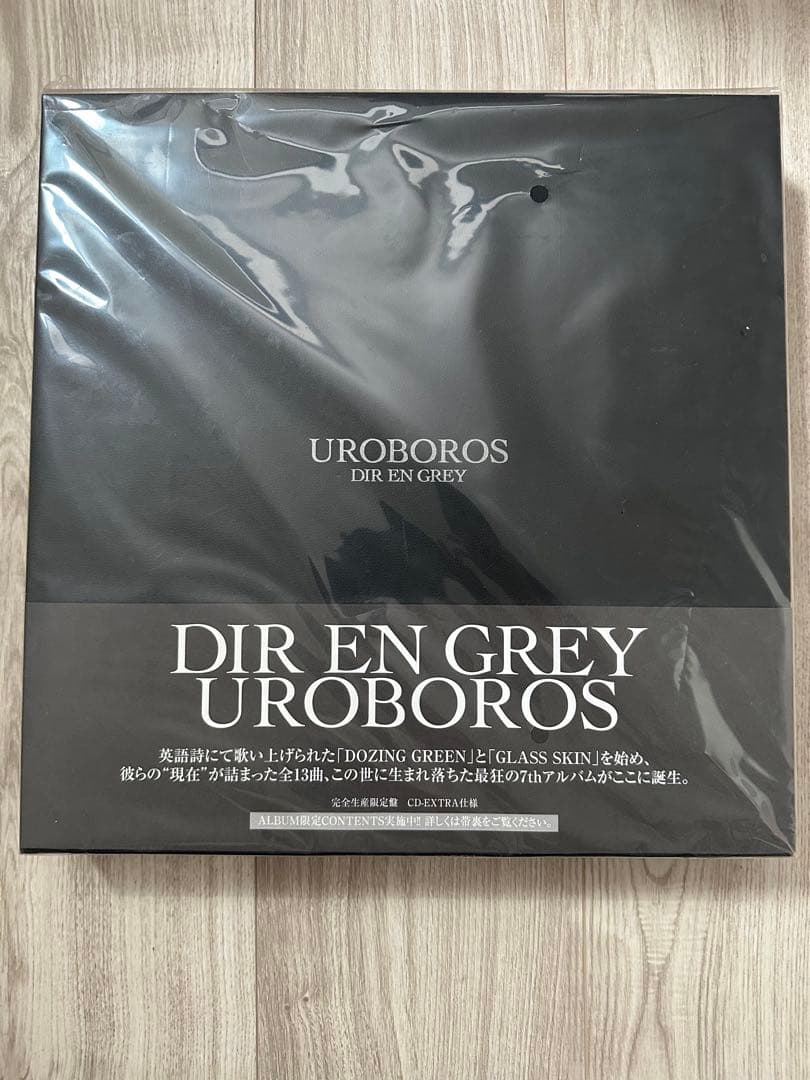 UROBOROS
DIR EN GREY
DIR EN GREY
UROBOROS
英語詩にて歌い上げられた「DOZING GREEN」と「GLASS SKIN」を始め、
彼らの“現在”が詰まった全13曲、この世に生まれ落ちた最狂の7thアルバムがここに誕生。
完全生産限定盤 CD-EXTRA仕様
ALBUM限定CONTENTS実施中!! 詳しくは帯裏をご覧ください。